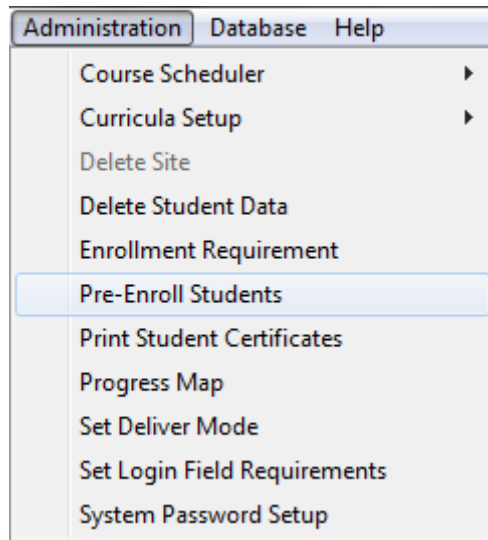 Administration Database Help
Course Scheduler
Curricula Setup
Delete Site
Delete Student Data
Enrollment Requirement
Pre-Enroll Students
Print Student Certificates
Progress Map
Set Deliver Mode
Set Login Field Requirements
System Password Setup